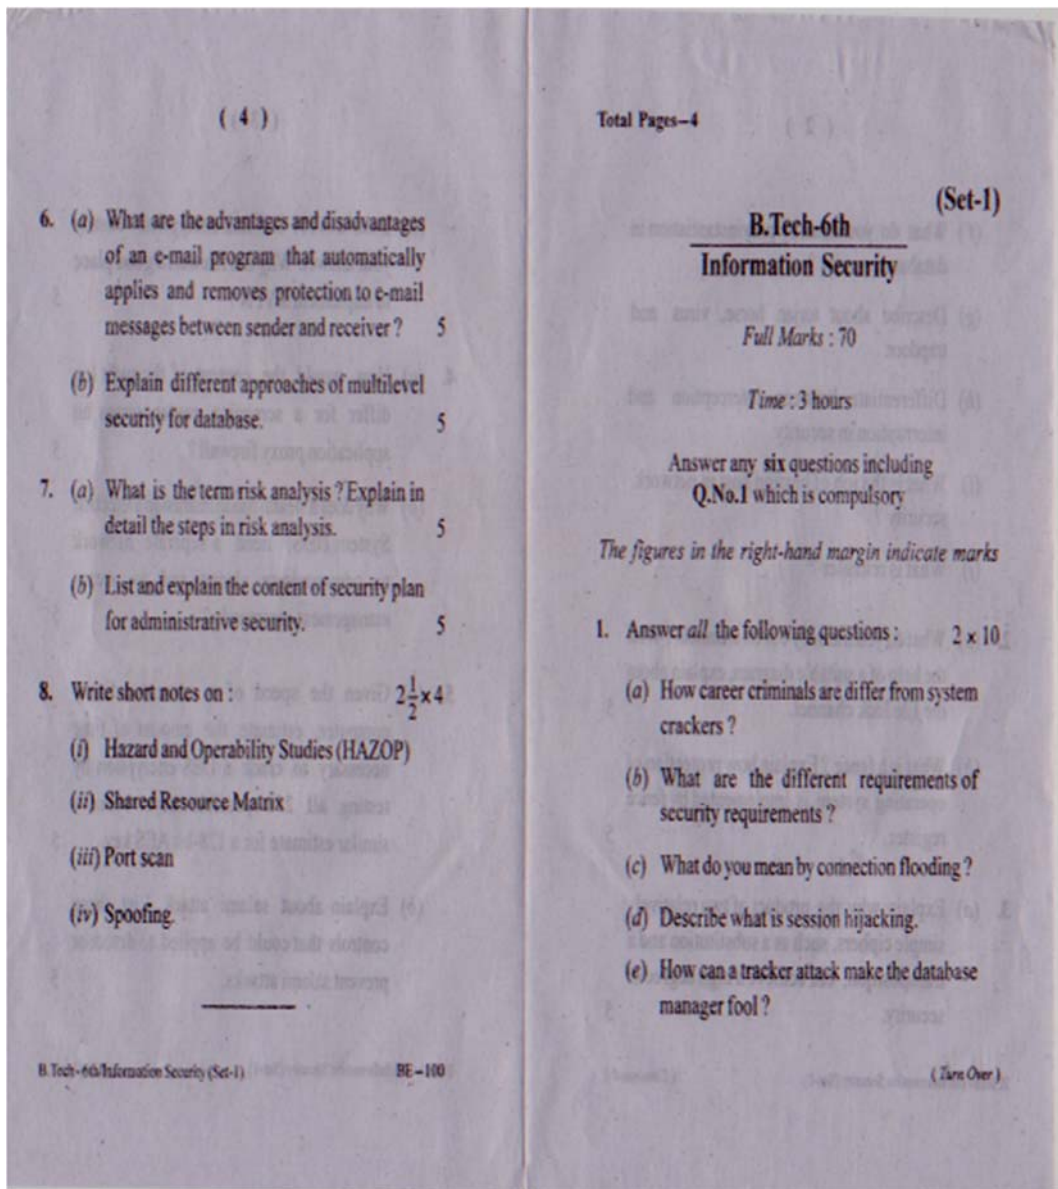 ( 4 )
6. (a) What are the advantages and disadvantages
of an e-mail program that automatically
applies and removes protection to e-mail
messages between sender and receiver ? 5
(b) Explain different approaches of multilevel
security for database. 5
7. (a) What is the term risk analysis ? Explain in
detail the steps in risk analysis. 5
(b) List and explain the content of security plan
for administrative security. 5
8. Write short notes on : 2½×4
(i) Hazard and Operability Studies (HAZOP)
(ii) Shared Resource Matrix
(iii) Port scan
(iv) Spoofing.
B.Tech-6th/Information Security (Set-1) BE–100
Total Pages–4
(Set-1)
B.Tech-6th
Information Security
Full Marks : 70
Time : 3 hours
Answer any six questions including
Q.No.1 which is compulsory
The figures in the right-hand margin indicate marks
1. Answer all the following questions : 2 × 10
(a) How career criminals are differ from system
crackers ?
(b) What are the different requirements of
security requirements ?
(c) What do you mean by connection flooding ?
(d) Describe what is session hijacking.
(e) How can a tracker attack make the database
manager fool ?
( Turn Over )